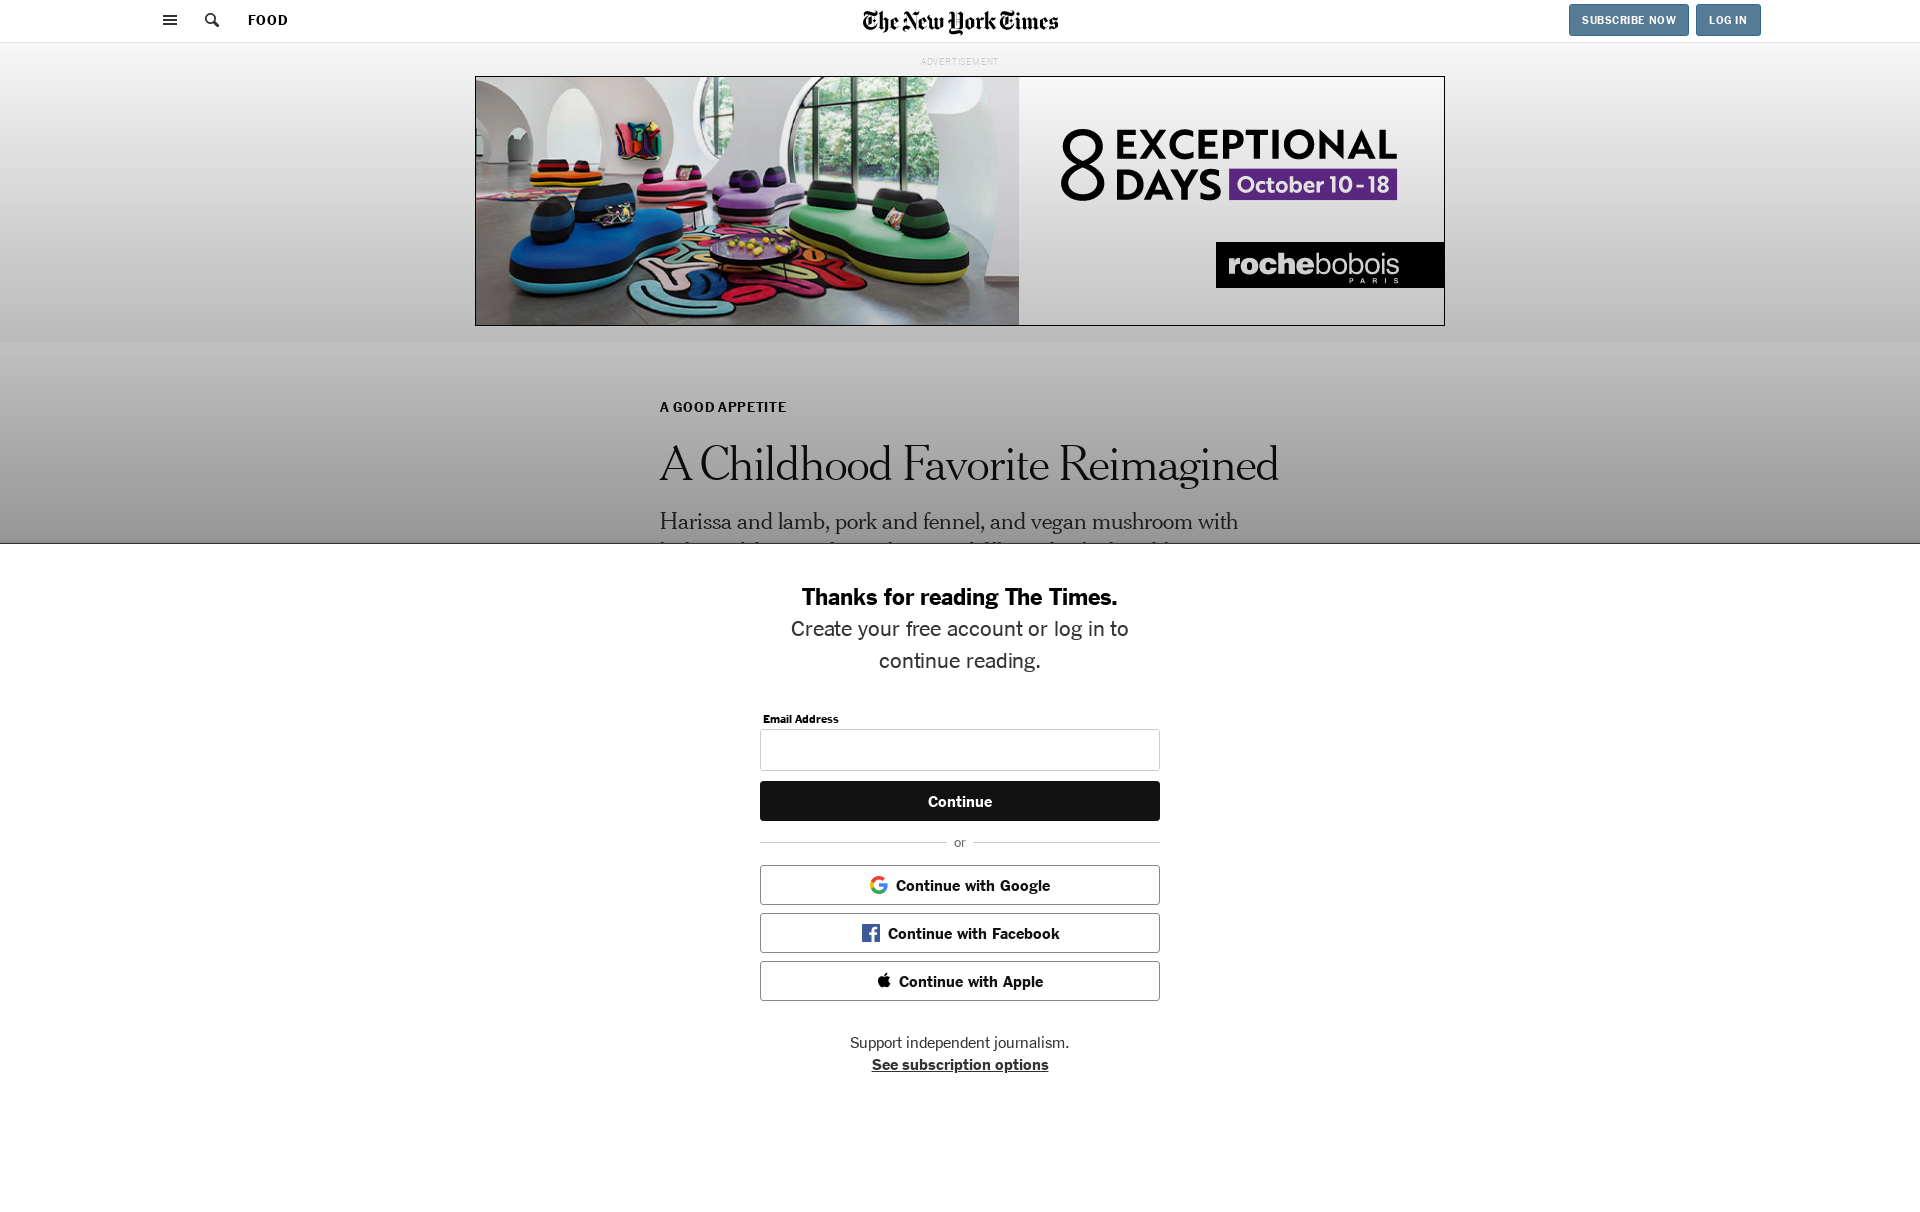 FOOD
The New York Times
SUBSCRIBE NOW
LOG IN
ADVERTISEMENT
8 EXCEPTIONAL
DAYS October 10 - 18
rochebobois
PARIS
A GOOD APPETITE
A Childhood Favorite Reimagined
Harissa and lamb, pork and fennel, and vegan mushroom with
Thanks for reading The Times.
Create your free account or log in to
continue reading.
Email Address
Continue
or
Continue with Google
Continue with Facebook
Continue with Apple
Support independent journalism.
See subscription options